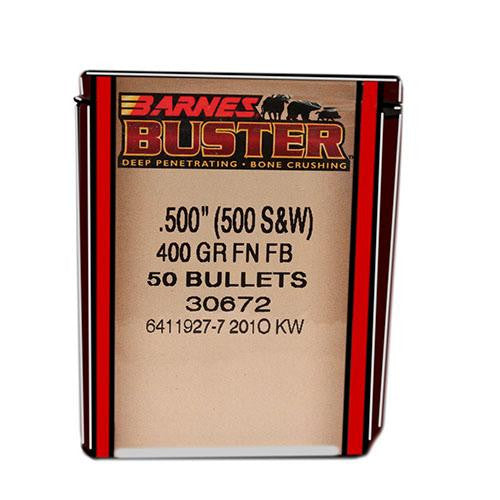 BARNES
BUSTER
DEEP PENETRATING • BONE CRUSHING
.500" (500 S&W)
400 GR FN FB
50 BULLETS
30672
6411927-7 201O KW